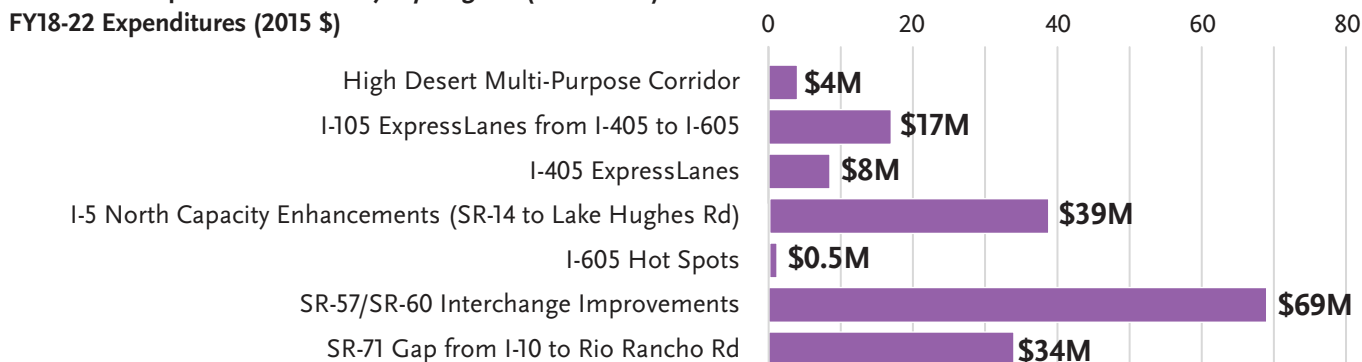 FY18-22 Expenditures (2015 $)
0 20 40 60 80
High Desert Multi-Purpose Corridor $4M
I-105 ExpressLanes from I-405 to I-605 $17M
I-405 ExpressLanes $8M
I-5 North Capacity Enhancements (SR-14 to Lake Hughes Rd) $39M
I-605 Hot Spots $0.5M
SR-57/SR-60 Interchange Improvements $69M
SR-71 Gap from I-10 to Rio Rancho Rd $34M